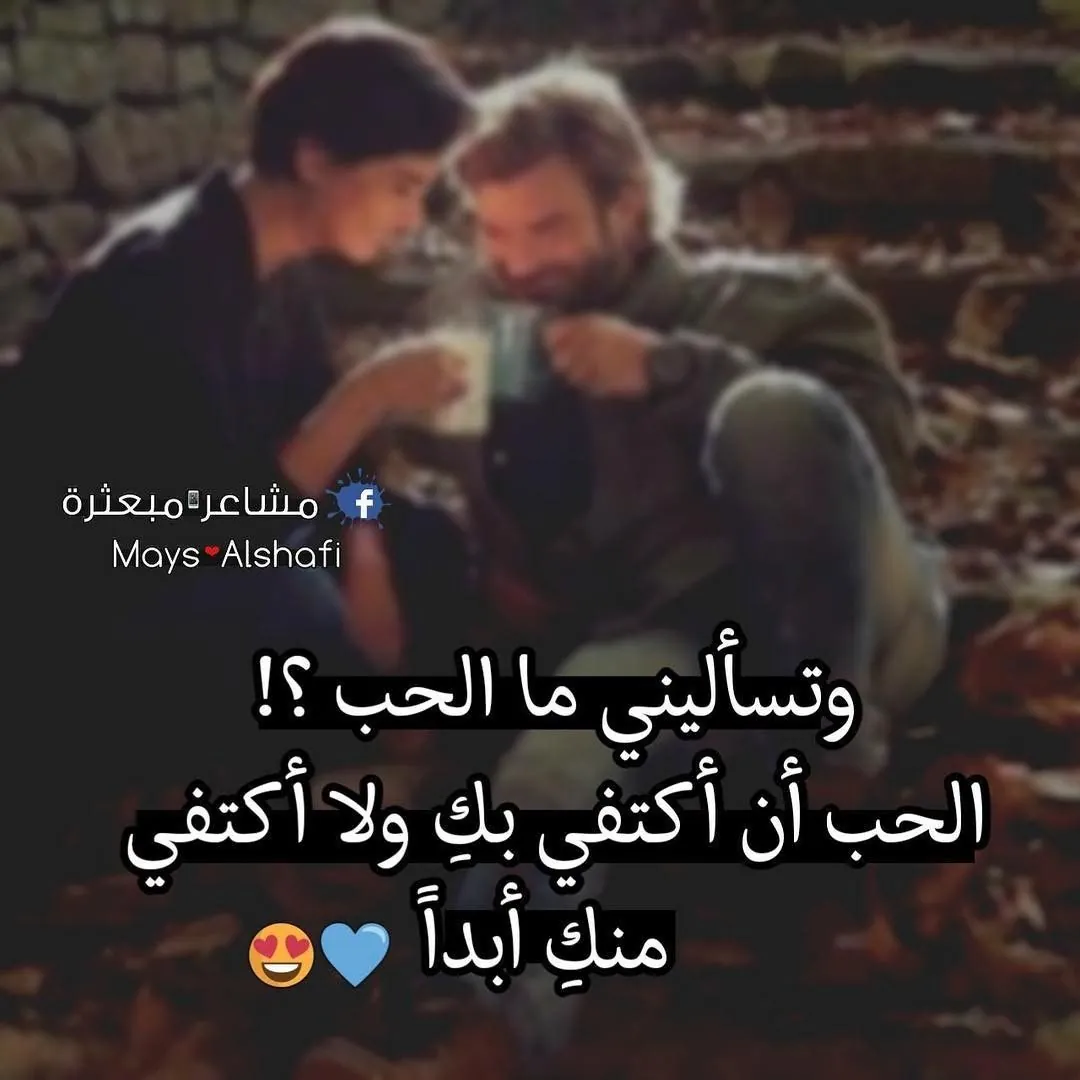 مشاعر📱مبعثرة
Mays❤Alshafi
وتسأليني ما الحب ؟!
الحب أن أكتفي بكِ ولا أكتفي
منكِ أبداً 💙😍